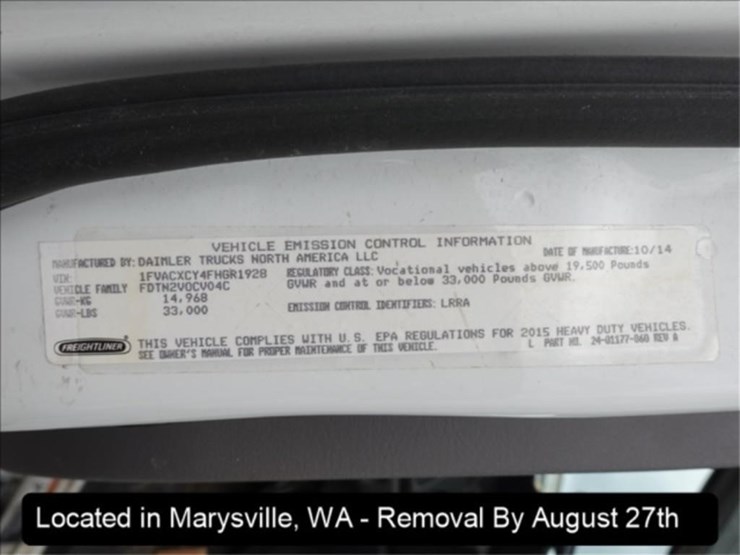 VEHICLE EMISSION CONTROL INFORMATION
MANUFACTURED BY: DAIMLER TRUCKS NORTH AMERICA LLC DATE OF MANUFACTURE: 10/14
VIN: 1FVACXCY4FHGR1928 REGULATORY CLASS: Vocational vehicles above 19,500 Pounds
VEHICLE FAMILY FDTN2VOCV04C GVWR and at or below 33,000 Pounds GVWR.
GVWR-KG 14,968
GVWR-LBS 33,000 EMISSION CONTROL IDENTIFIERS: LRRA
FREIGHTLINER THIS VEHICLE COMPLIES WITH U.S. EPA REGULATIONS FOR 2015 HEAVY DUTY VEHICLES.
SEE OWNER'S MANUAL FOR PROPER MAINTENANCE OF THIS VEHICLE. L PART NO. 24-01177-060 REV A
Located in Marysville, WA - Removal By August 27th